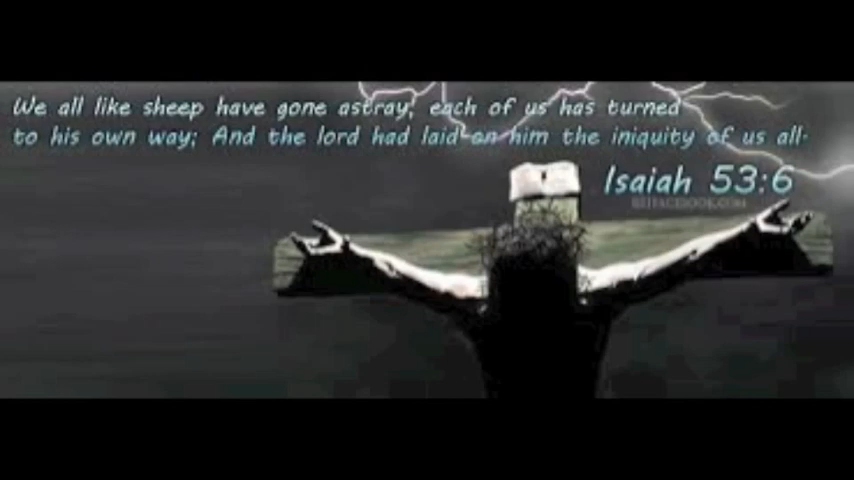 We all like sheep have gone astray, each of us has turned
to his own way; And the lord had laid on him the iniquity of us all.
Isaiah 53:6